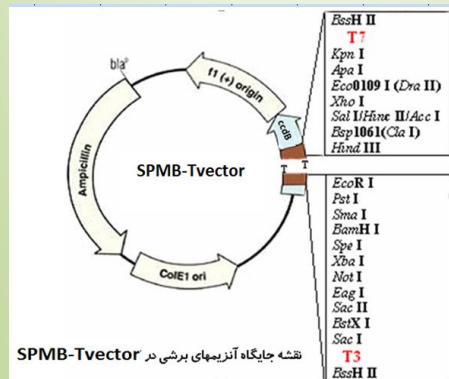 BssH II
T7
Kpn I
Apa I
Eco0109 I (Dra II)
Xho I
Sal I/Hinc II/Acc I
Bsp1061(Cla I)
Hind III
bla^p
f1 (+) origin
ccdB
Ampicillin
SPMB-Tvector
T T
ColE1 ori
EcoR I
Pst I
Sma I
BamH I
Spe I
Xba I
Not I
Eag I
Sac II
BstX I
Sac I
T3
BssH II
نقشه جایگاه آنزیمهای برشی در SPMB-Tvector